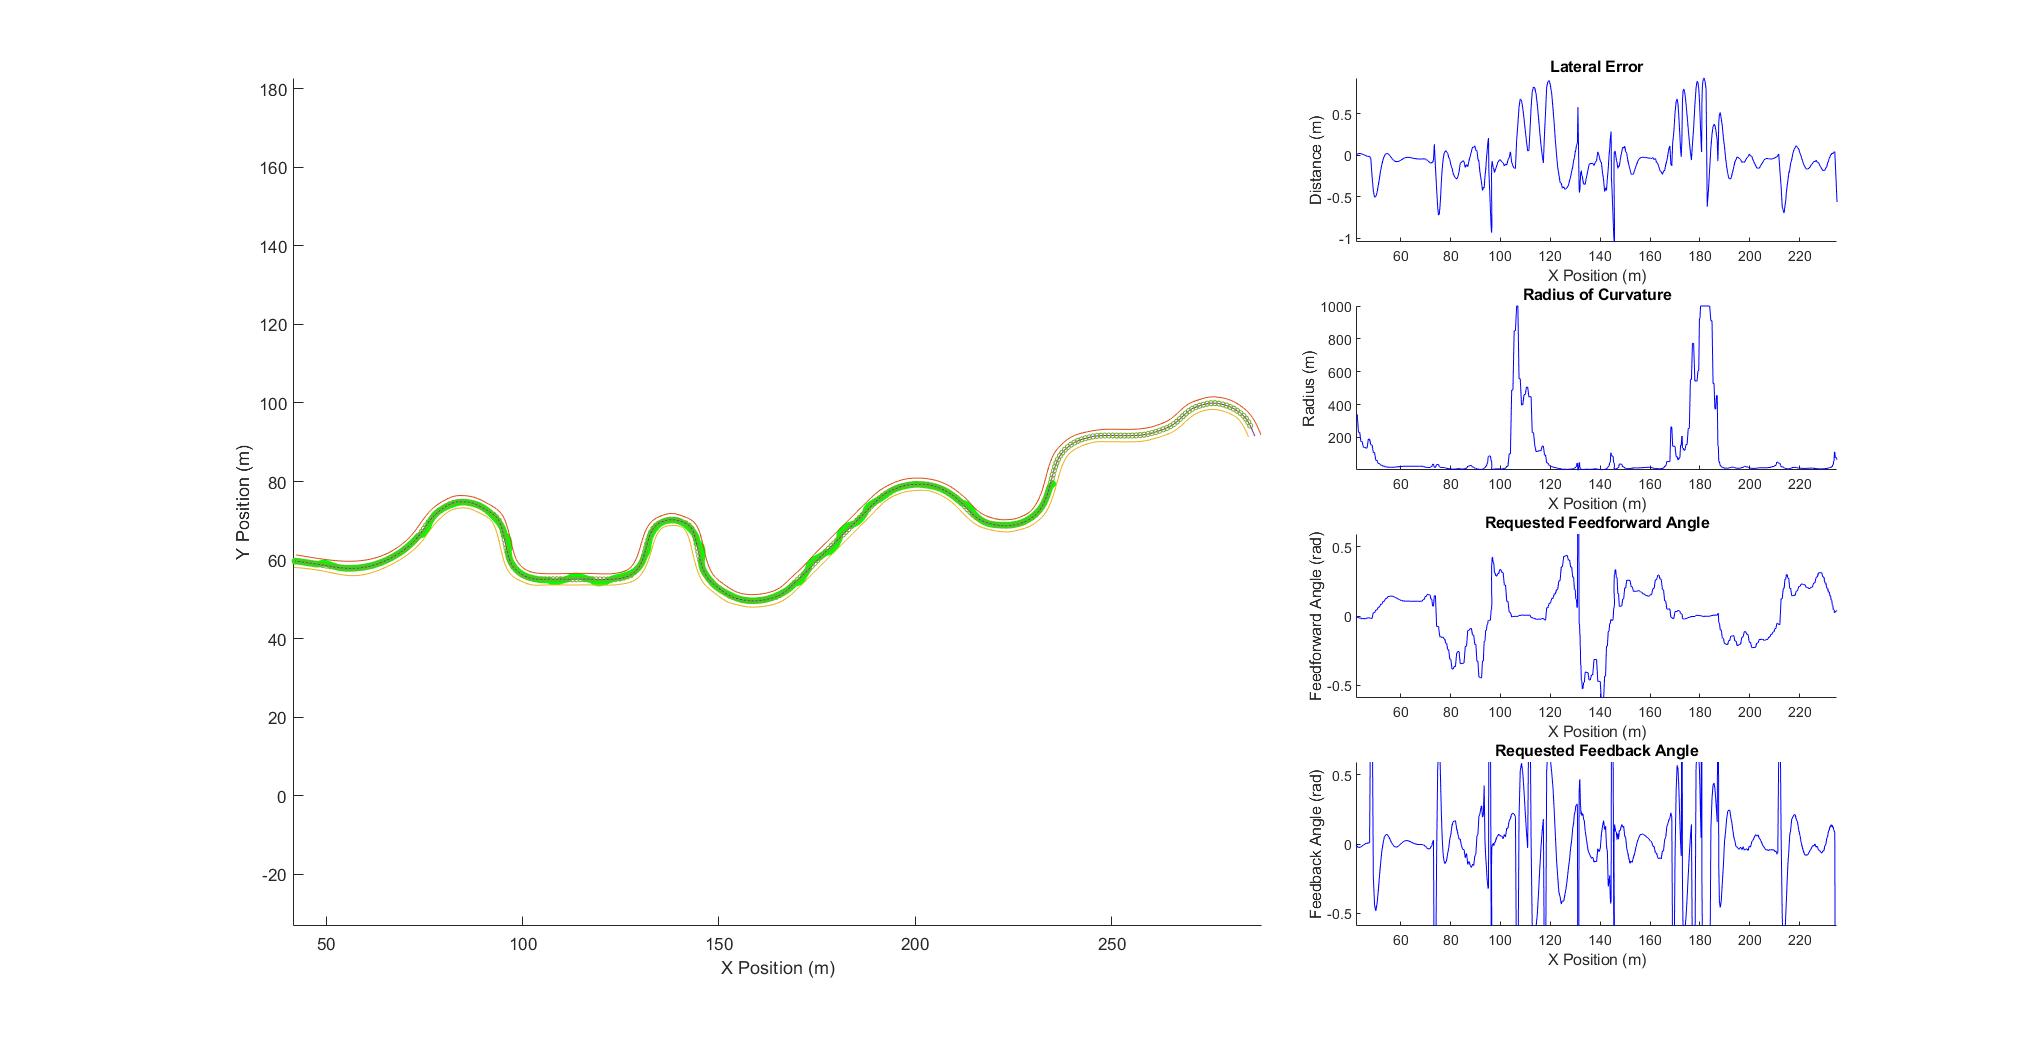 180
160
140
120
100
80
60
40
20
0
-20
Y Position (m)
50 100 150 200 250
X Position (m)
Lateral Error
0.5
0
-0.5
-1
Distance (m)
60 80 100 120 140 160 180 200 220
X Position (m)
Radius of Curvature
1000
800
600
400
200
Radius (m)
60 80 100 120 140 160 180 200 220
X Position (m)
Requested Feedforward Angle
0.5
0
-0.5
Feedforward Angle (rad)
60 80 100 120 140 160 180 200 220
X Position (m)
Requested Feedback Angle
0.5
0
-0.5
Feedback Angle (rad)
60 80 100 120 140 160 180 200 220
X Position (m)